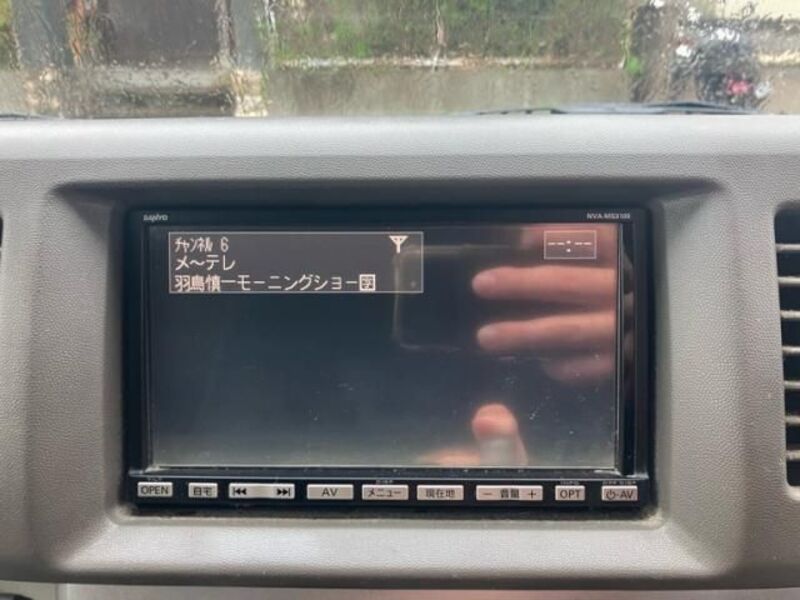 SANYO
NVA-MS3109
チャンネル 6
メ〜テレ
羽鳥慎一モーニングショー字
--:--
OPEN
自宅
AV
メニュー
現在地
− 音量 +
OPT
AV